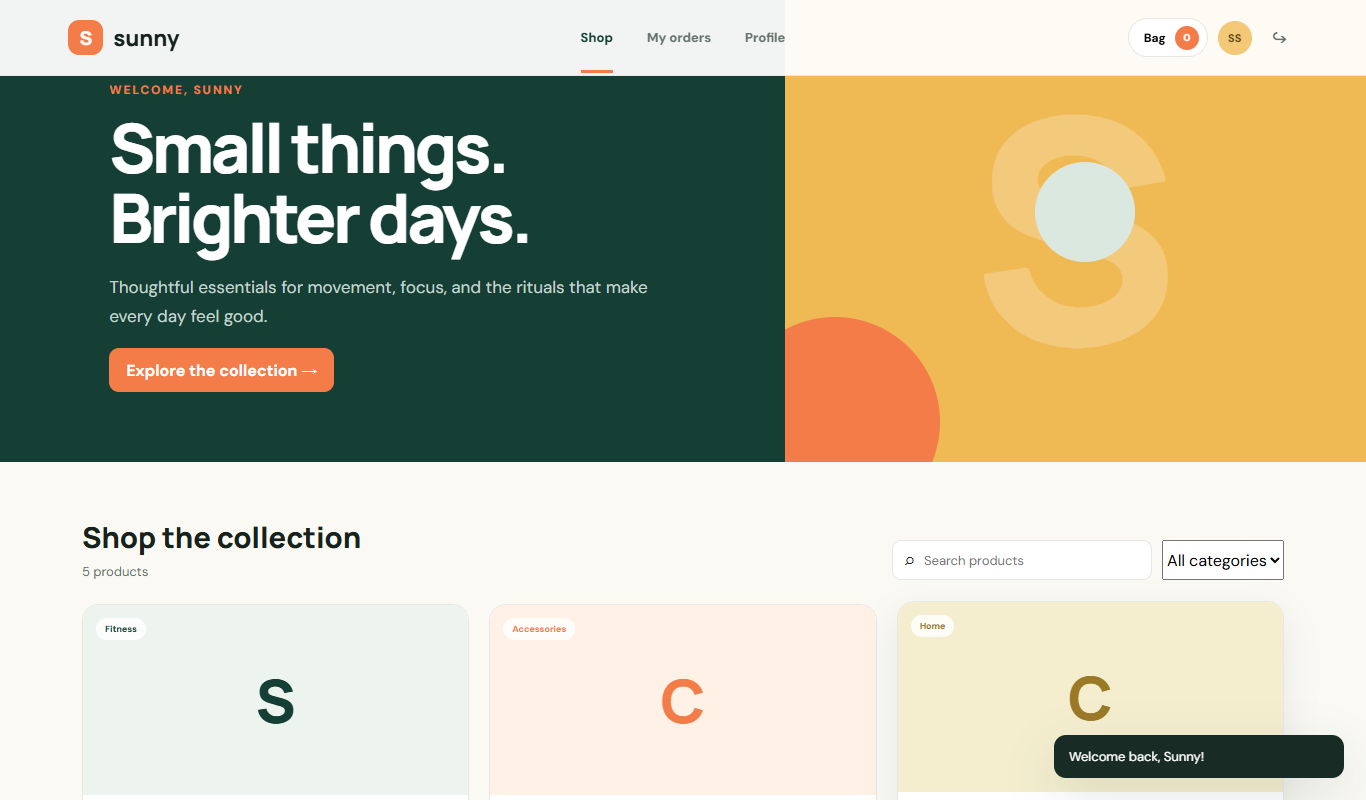 S sunny
Shop My orders Profile
Bag 0 SS ↪
WELCOME, SUNNY
Small things.
Brighter days.
Thoughtful essentials for movement, focus, and the rituals that make
every day feel good.
Explore the collection →
S
Shop the collection
5 products
Search products
All categories
Fitness
S
Accessories
C
Home
C
Welcome back, Sunny!